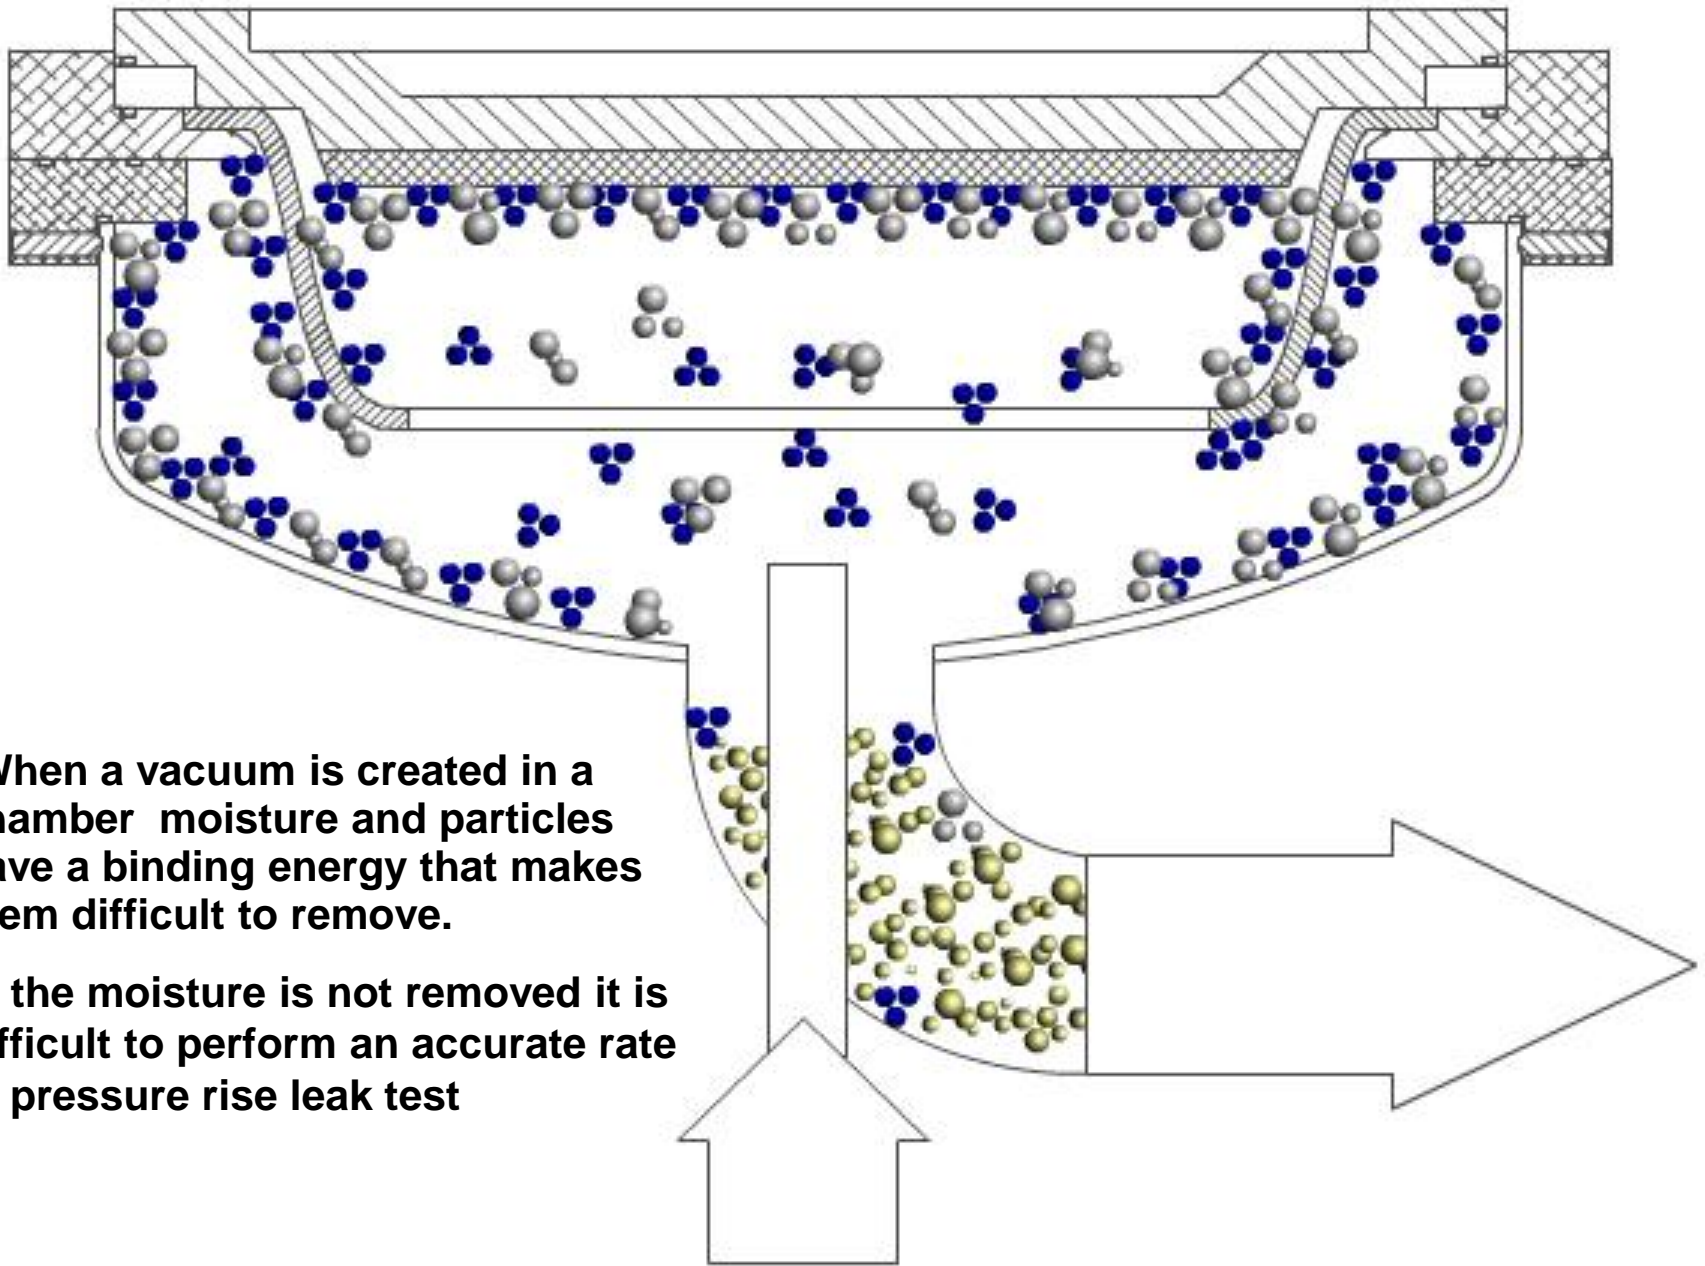 When a vacuum is created in a
hamber  moisture and particles
ave a binding energy that makes
em difficult to remove.
the moisture is not removed it is
fficult to perform an accurate rate
pressure rise leak test